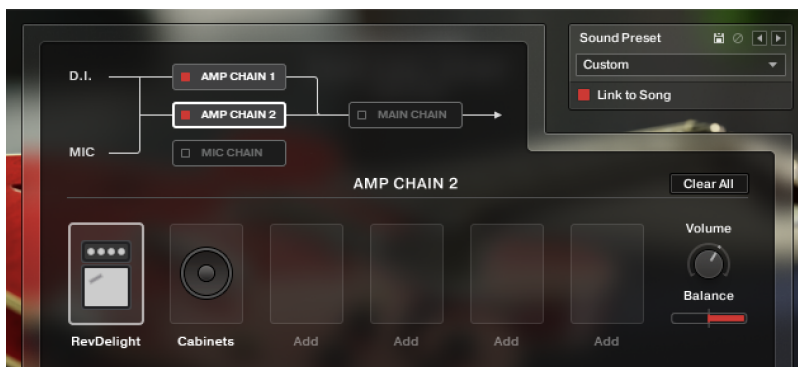 Sound Preset
Custom
Link to Song
D.I.
AMP CHAIN 1
AMP CHAIN 2
MAIN CHAIN
MIC
MIC CHAIN
AMP CHAIN 2
Clear All
Volume
Balance
RevDelight
Cabinets
Add
Add
Add
Add